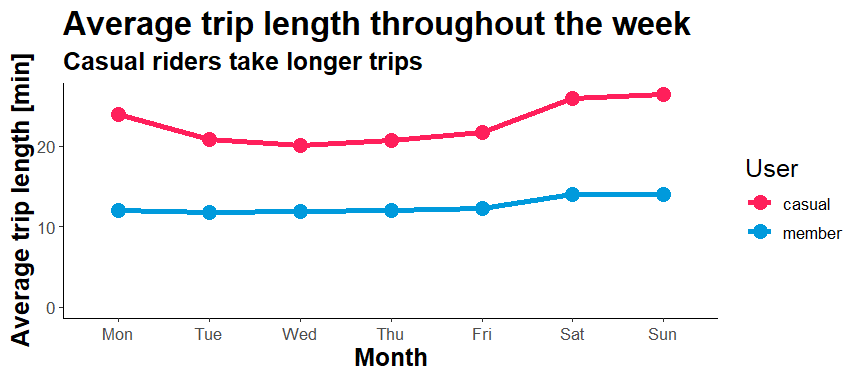 Average trip length throughout the week
Casual riders take longer trips
Average trip length [min]
20
10
0
Mon Tue Wed Thu Fri Sat Sun
Month
User
casual
member